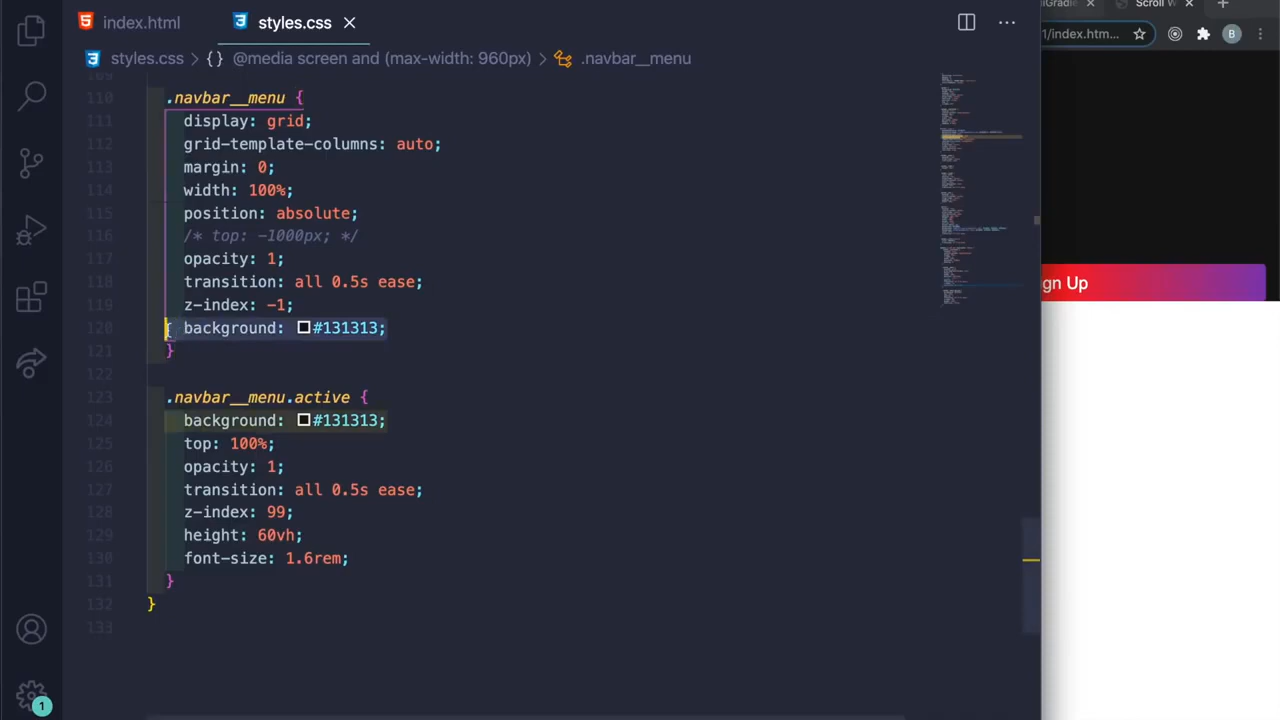 index.html
styles.css
iGradie
Scroll W
styles.css > {} @media screen and (max-width: 960px) > .navbar__menu
1/index.htm...
B
109
110 .navbar__menu {
111 display: grid;
112 grid-template-columns: auto;
113 margin: 0;
114 width: 100%;
115 position: absolute;
116 /* top: -1000px; */
117 opacity: 1;
118 transition: all 0.5s ease;
119 z-index: -1;
120 background: #131313;
121 }
122
123 .navbar__menu.active {
124 background: #131313;
125 top: 100%;
126 opacity: 1;
127 transition: all 0.5s ease;
128 z-index: 99;
129 height: 60vh;
130 font-size: 1.6rem;
131 }
132 }
133
gn Up
1